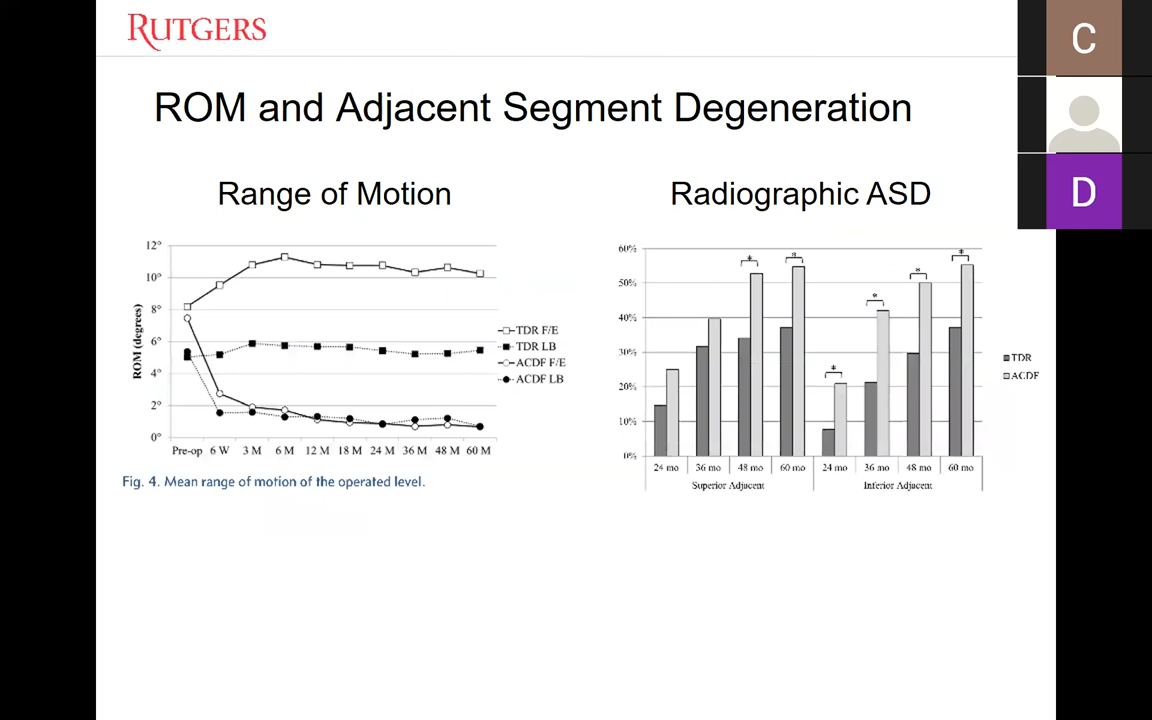 RUTGERS
C
D
ROM and Adjacent Segment Degeneration
Range of Motion
12°
10°
8°
6°
4°
2°
0°
ROM (degrees)
Pre-op 6 W 3 M 6 M 12 M 18 M 24 M 36 M 48 M 60 M
TDR F/E
TDR LB
ACDF F/E
ACDF LB
Fig. 4. Mean range of motion of the operated level.
Radiographic ASD
60%
50%
40%
30%
20%
10%
0%
* * * * * *
24 mo 36 mo 48 mo 60 mo 24 mo 36 mo 48 mo 60 mo
Superior Adjacent Inferior Adjacent
TDR
ACDF